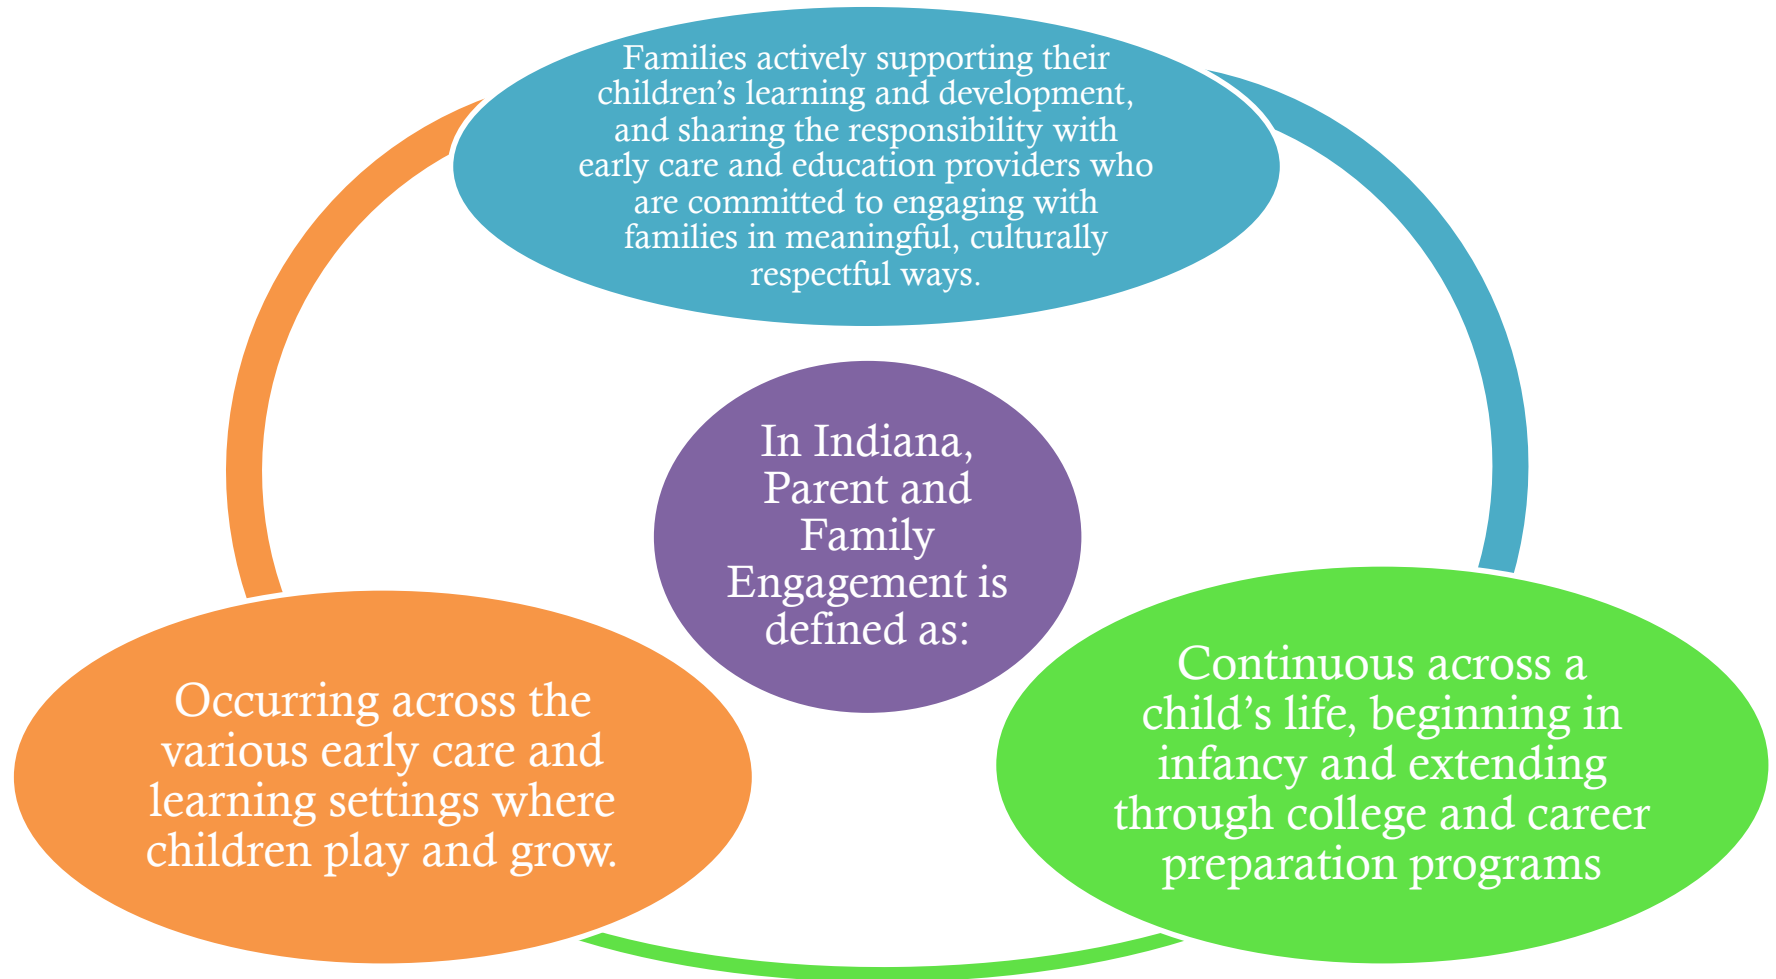 Families actively supporting their
children’s learning and development,
and sharing the responsibility with
early care and education providers who
are committed to engaging with
families in meaningful, culturally
respectful ways.
In Indiana,
Parent and
Family
Engagement is
defined as:
Continuous across a
child’s life, beginning in
infancy and extending
through college and career
preparation programs
Occurring across the
various early care and
learning settings where
children play and grow.